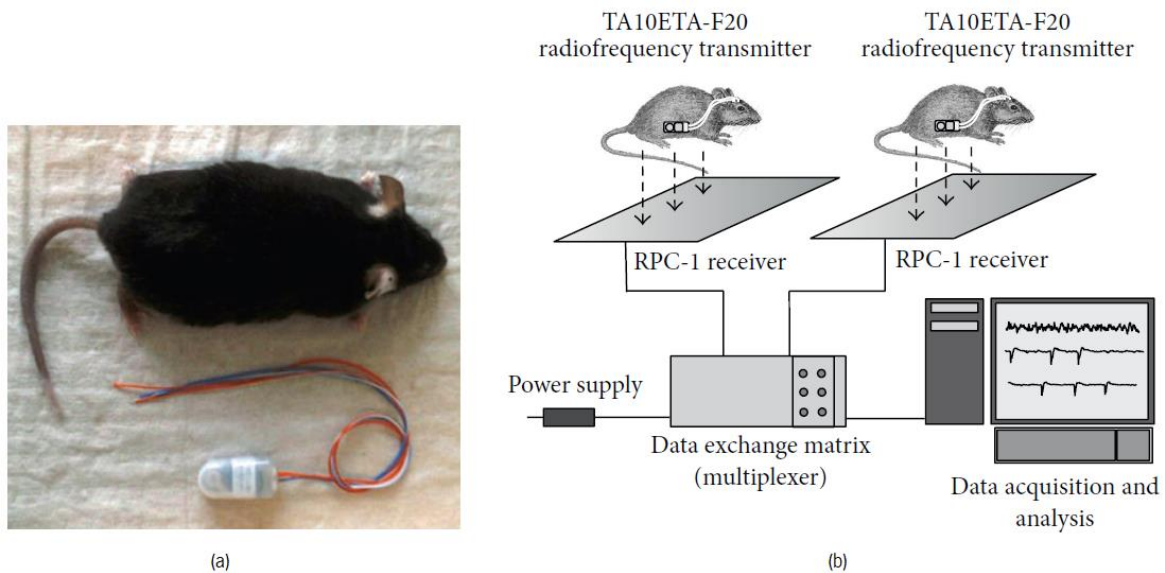 TA10ETA-F20
radiofrequency transmitter
TA10ETA-F20
radiofrequency transmitter
RPC-1 receiver
RPC-1 receiver
Power supply
Data exchange matrix
(multiplexer)
Data acquisition and
analysis
(a)
(b)